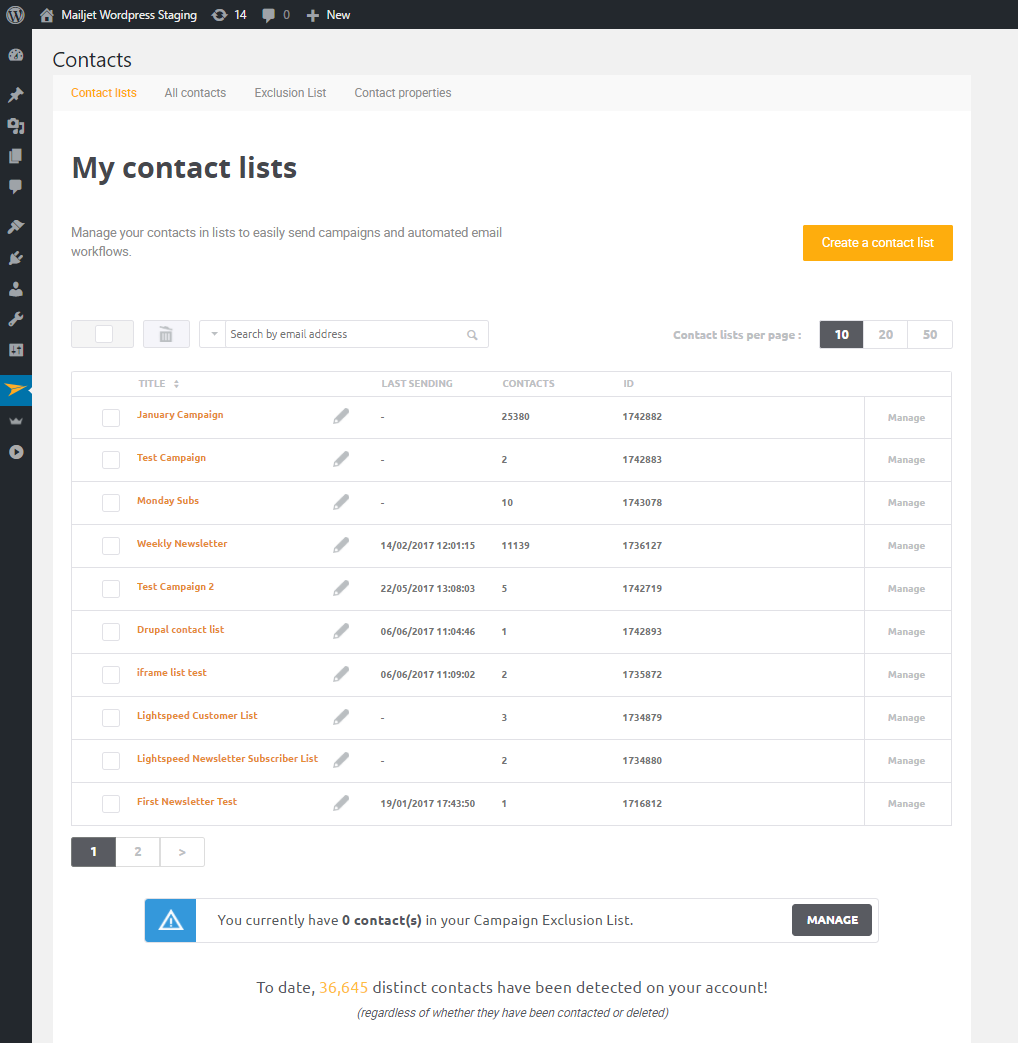 Mailjet Wordpress Staging 14 0 New
Contacts
Contact lists All contacts Exclusion List Contact properties
My contact lists
Manage your contacts in lists to easily send campaigns and automated email
workflows.
Create a contact list
Search by email address Contact lists per page : 10 20 50
TITLE LAST SENDING CONTACTS ID
January Campaign - 25380 1742882 Manage
Test Campaign - 2 1742883 Manage
Monday Subs - 10 1743078 Manage
Weekly Newsletter 14/02/2017 12:01:15 11139 1736127 Manage
Test Campaign 2 22/05/2017 13:08:03 5 1742719 Manage
Drupal contact list 06/06/2017 11:04:46 1 1742893 Manage
iframe list test 06/06/2017 11:09:02 2 1735872 Manage
Lightspeed Customer List - 3 1734879 Manage
Lightspeed Newsletter Subscriber List - 2 1734880 Manage
First Newsletter Test 19/01/2017 17:43:50 1 1716812 Manage
1 2 >
You currently have 0 contact(s) in your Campaign Exclusion List. MANAGE
To date, 36,645 distinct contacts have been detected on your account!
(regardless of whether they have been contacted or deleted)